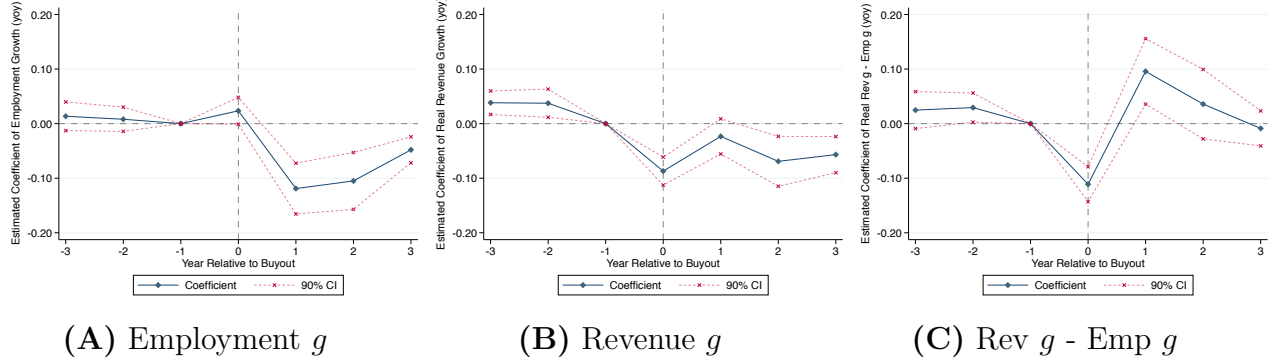 Estimated Coefficient of Employment Growth (yoy)
0.20
0.10
0.00
-0.10
-0.20
-3 -2 -1 0 1 2 3
Year Relative to Buyout
Coefficient 90% CI
(A) Employment g
Estimated Coefficient of Real Revenue Growth (yoy)
0.20
0.10
0.00
-0.10
-0.20
-3 -2 -1 0 1 2 3
Year Relative to Buyout
Coefficient 90% CI
(B) Revenue g
Estimated Coefficient of Real Rev g - Emp g (yoy)
0.20
0.10
0.00
-0.10
-0.20
-3 -2 -1 0 1 2 3
Year Relative to Buyout
Coefficient 90% CI
(C) Rev g - Emp g